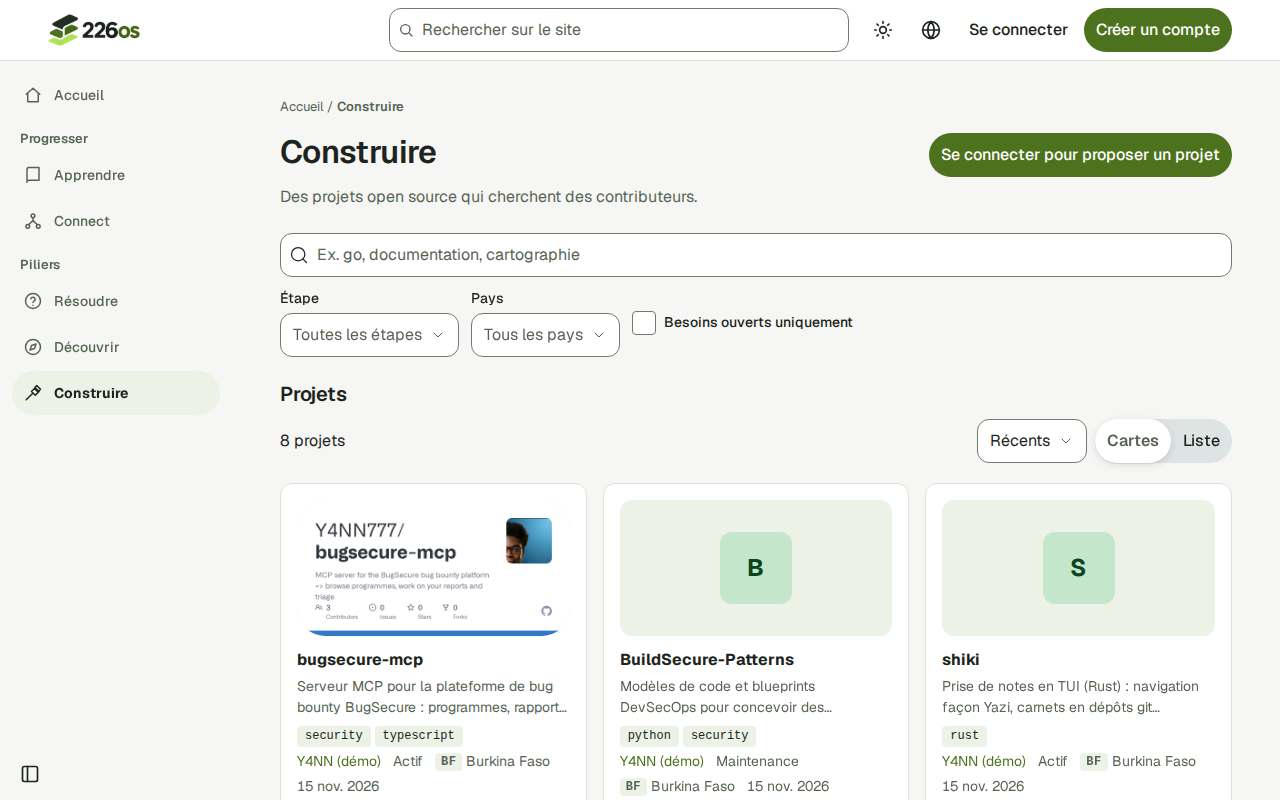 226os
Rechercher sur le site
Se connecter
Créer un compte
Accueil
Progresser
Apprendre
Connect
Piliers
Résoudre
Découvrir
Construire
Accueil / Construire
Construire
Se connecter pour proposer un projet
Des projets open source qui cherchent des contributeurs.
Ex. go, documentation, cartographie
Étape
Pays
Toutes les étapes
Tous les pays
Besoins ouverts uniquement
Projets
8 projets
Récents
Cartes
Liste
Y4NN777/
bugsecure-mcp
MCP server for the BugSecure bug bounty platform
=> browse programmes, work on your reports and
triage
3
Contributors
0
Issues
0
Stars
0
Forks
bugsecure-mcp
Serveur MCP pour la plateforme de bug
bounty BugSecure : programmes, rapport…
security typescript
Y4NN (démo) Actif BF Burkina Faso
15 nov. 2026
B
BuildSecure-Patterns
Modèles de code et blueprints
DevSecOps pour concevoir des…
python security
Y4NN (démo) Maintenance
BF Burkina Faso 15 nov. 2026
S
shiki
Prise de notes en TUI (Rust) : navigation
façon Yazi, carnets en dépôts git…
rust
Y4NN (démo) Actif BF Burkina Faso
15 nov. 2026